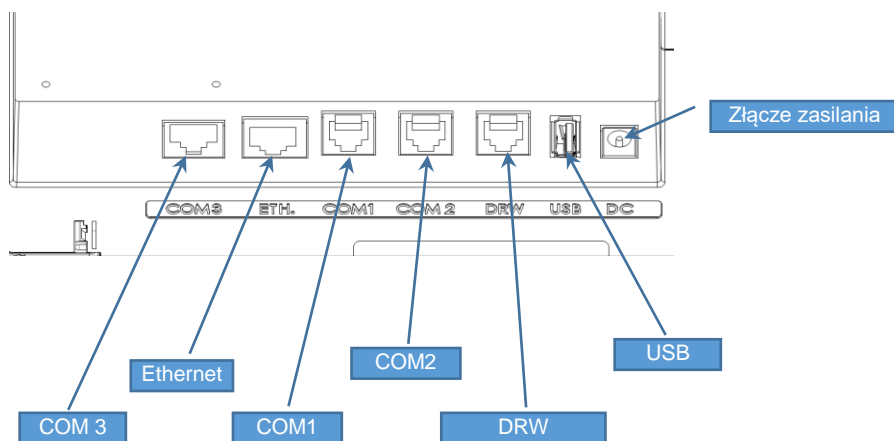 Złącze zasilania
COM3 ETH. COM1 COM 2 DRW USB DC
USB
COM2
Ethernet
COM 3
COM1
DRW